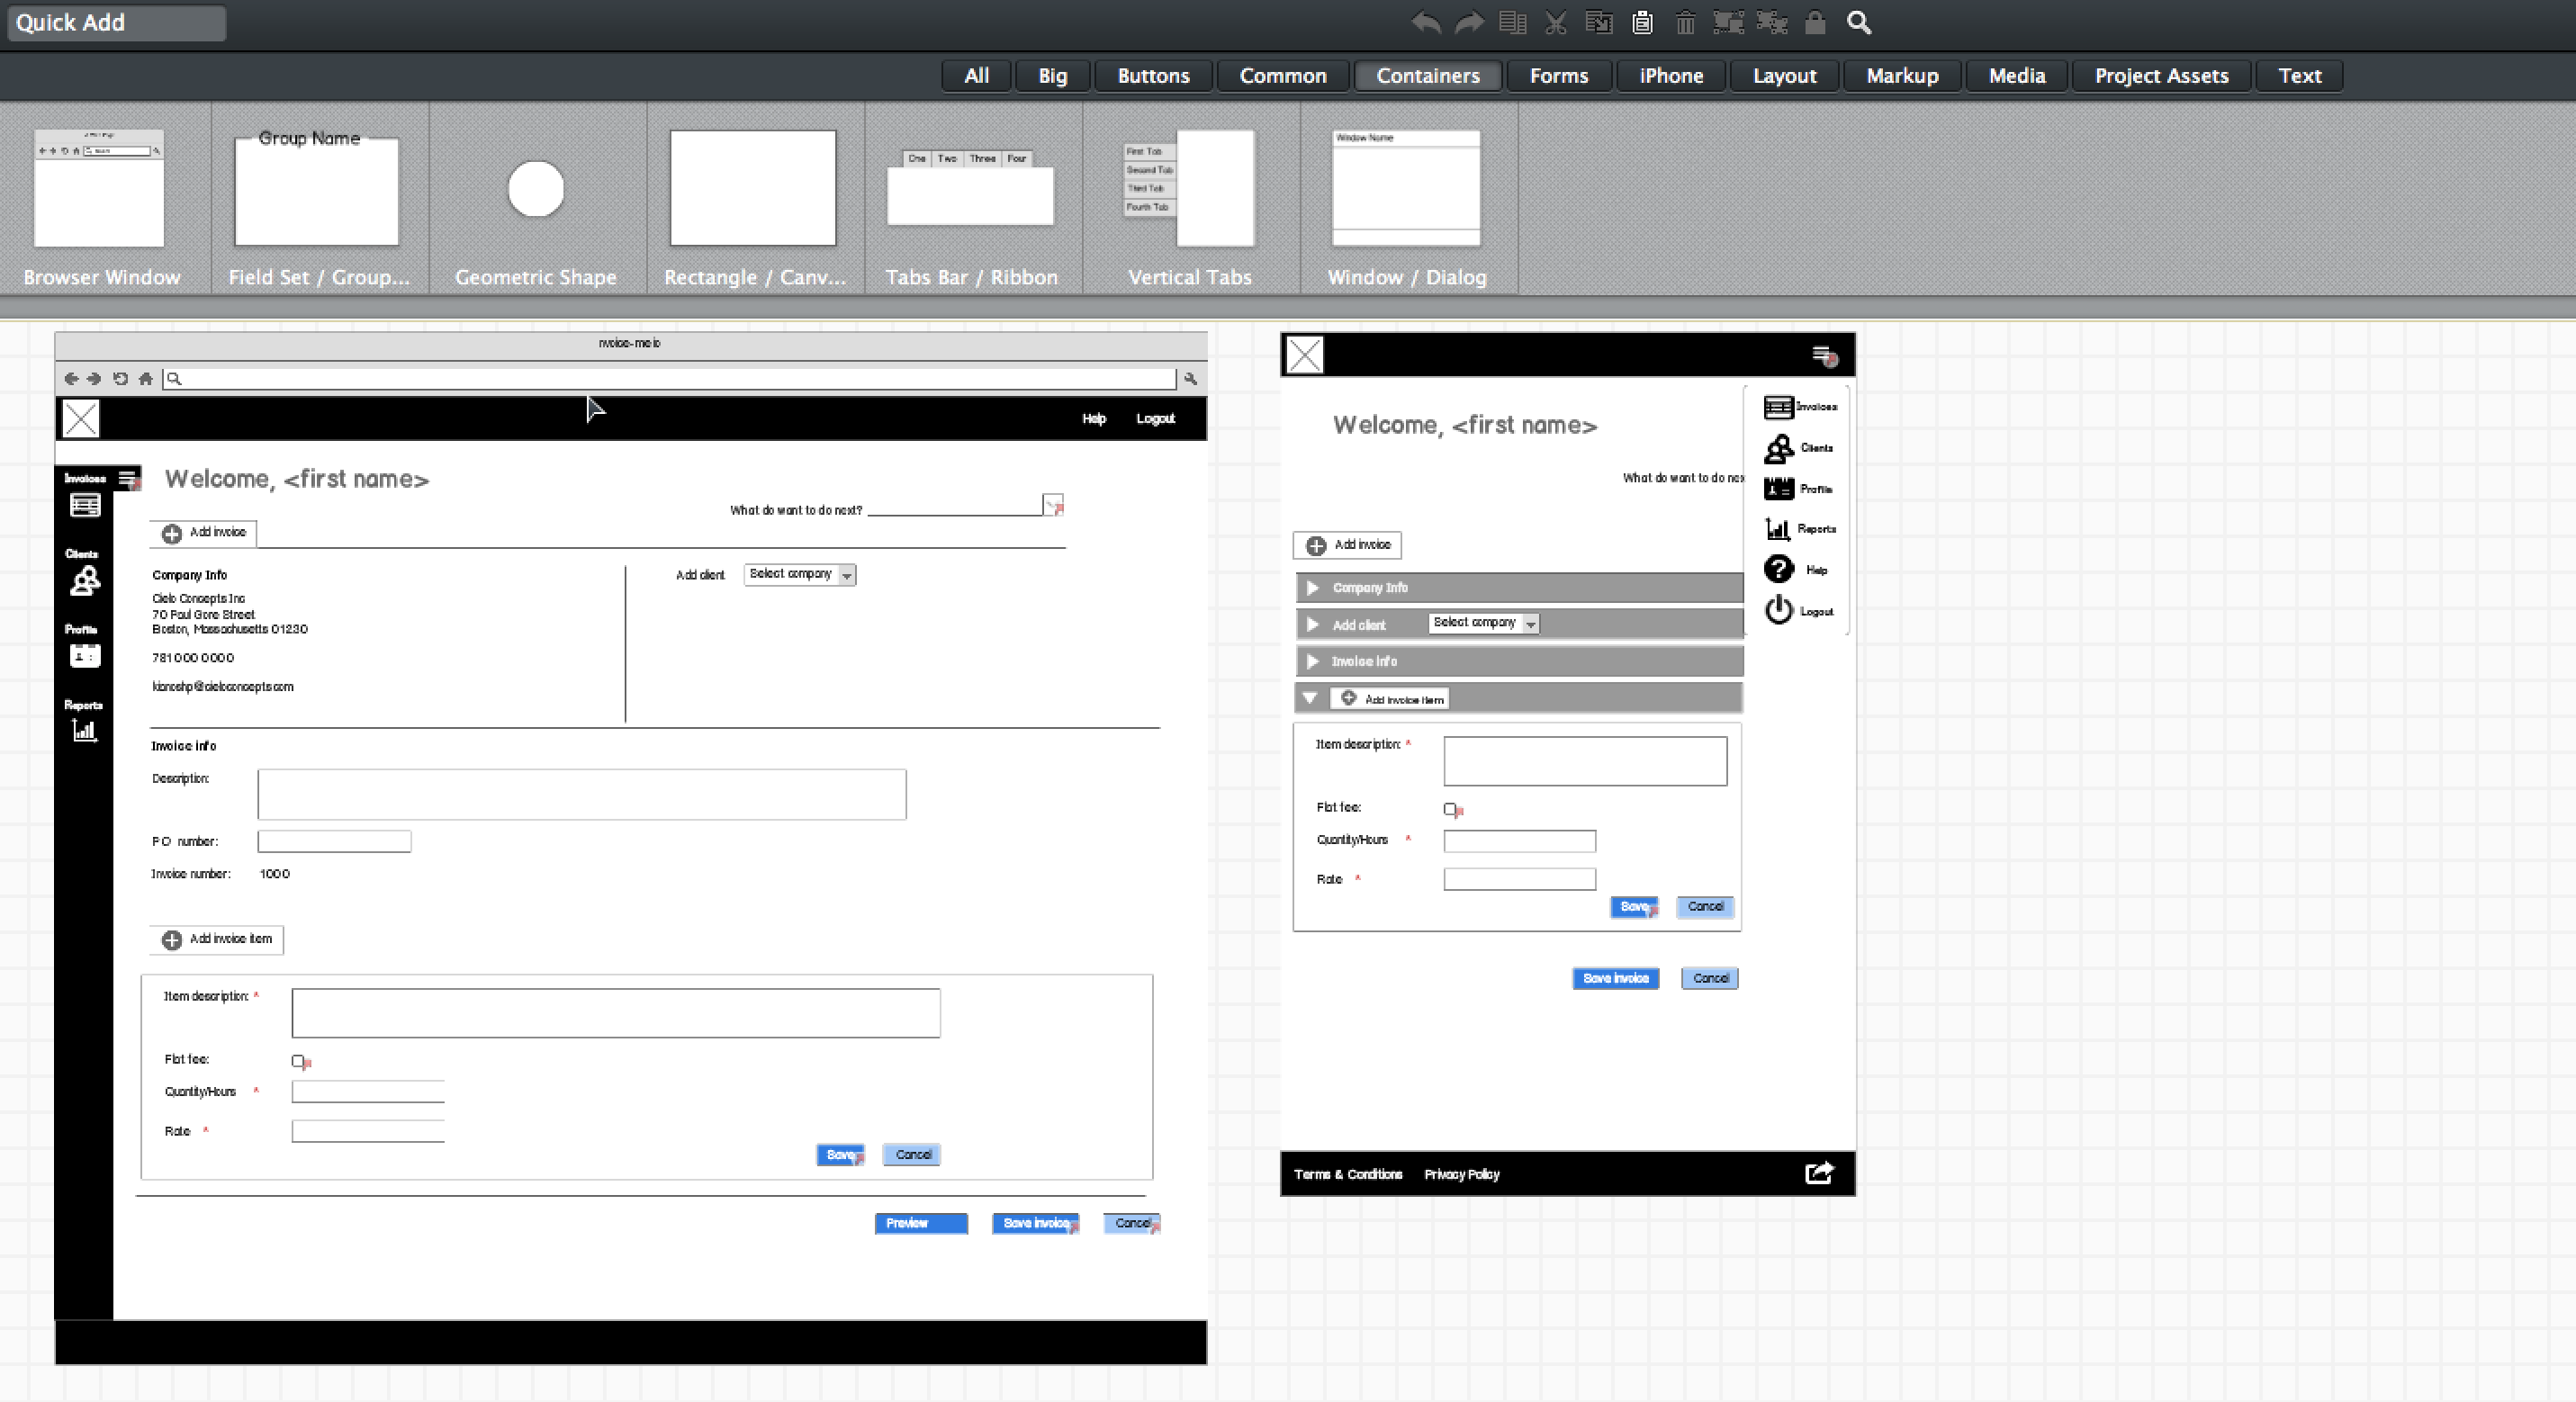 Quick Add
All Big Buttons Common Containers Forms iPhone Layout Markup Media Project Assets Text
Group Name
One Two Three Four
First Tab
Second Tab
Third Tab
Fourth Tab
Window Name
Browser Window
Field Set / Group...
Geometric Shape
Rectangle / Canv...
Tabs Bar / Ribbon
Vertical Tabs
Window / Dialog
nvoice-me.io
Help Logout
Invoices
Clients
Profile
Reports
Welcome, <first name>
What do want to do next?
Add invoice
Company Info
Cielo Concepts Inc
70 Paul Gore Street
Boston, Massachusetts 01230
781 000 0000
kianoshp@cieloconcepts.com
Add client Select company
Invoice info
Description:
P.O. number:
Invoice number: 1000
Add invoice item
Item description: *
Flat fee:
Quantity/Hours *
Rate *
Save Cancel
Preview Save invoice Cancel
Welcome, <first name>
What do want to do nex
Invoices
Clients
Profile
Reports
Help
Logout
Add invoice
Company Info
Add client Select company
Invoice info
Add invoice item
Item description: *
Flat fee:
Quantity/Hours *
Rate *
Save Cancel
Save invoice Cancel
Terms & Conditions Privacy Policy